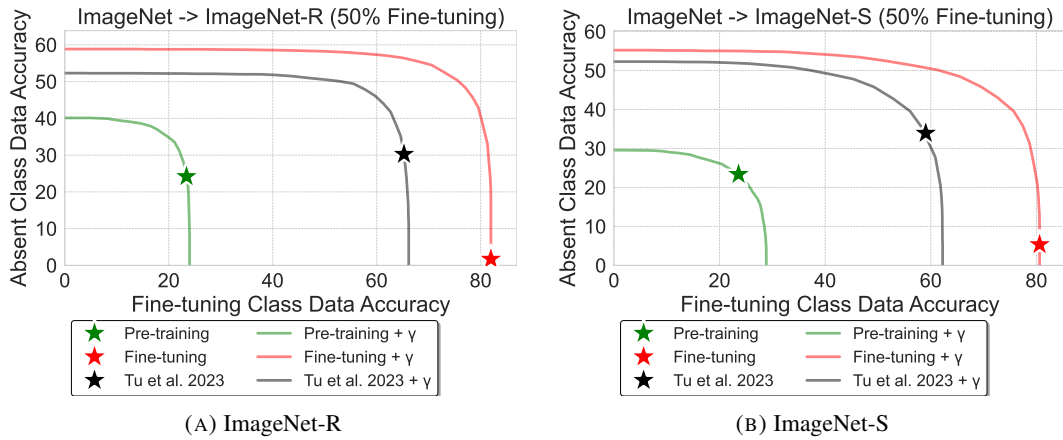 ImageNet -> ImageNet-R (50% Fine-tuning)
Absent Class Data Accuracy
60
50
40
30
20
10
0
0 20 40 60 80
Fine-tuning Class Data Accuracy
Pre-training
Fine-tuning
Tu et al. 2023
Pre-training + γ
Fine-tuning + γ
Tu et al. 2023 + γ
(A) ImageNet-R
ImageNet -> ImageNet-S (50% Fine-tuning)
Absent Class Data Accuracy
60
50
40
30
20
10
0
0 20 40 60 80
Fine-tuning Class Data Accuracy
Pre-training
Fine-tuning
Tu et al. 2023
Pre-training + γ
Fine-tuning + γ
Tu et al. 2023 + γ
(B) ImageNet-S